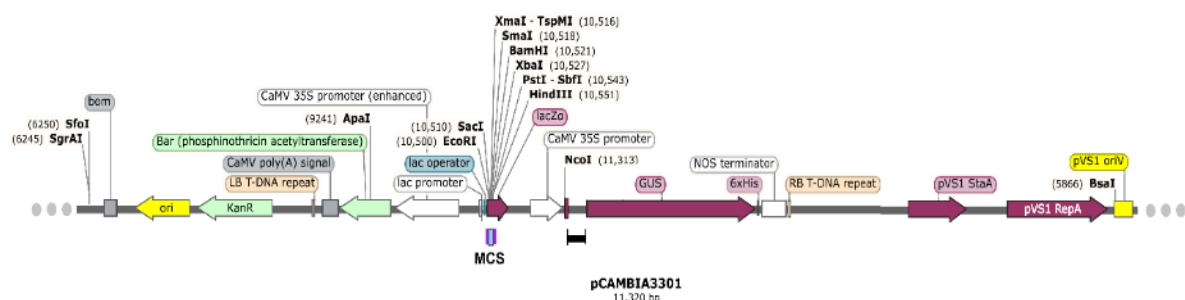 XmaI - TspMI (10,516)
SmaI (10,518)
BamHI (10,521)
XbaI (10,527)
PstI - SbfI (10,543)
HindIII (10,551)
bom
CaMV 35S promoter (enhanced)
lacZα
(6250) SfoI
(9241) ApaI
(10,510) SacI
CaMV 35S promoter
(6245) SgrAI
Bar (phosphinothricin acetyltransferase)
(10,500) EcoRI
CaMV poly(A) signal
lac operator
NcoI (11,313)
NOS terminator
pVS1 oriV
LB T-DNA repeat
lac promoter
GUS
6xHis
RB T-DNA repeat
pVS1 StaA
(5866) BsaI
ori
KanR
pVS1 RepA
MCS
pCAMBIA3301
11,320 bp